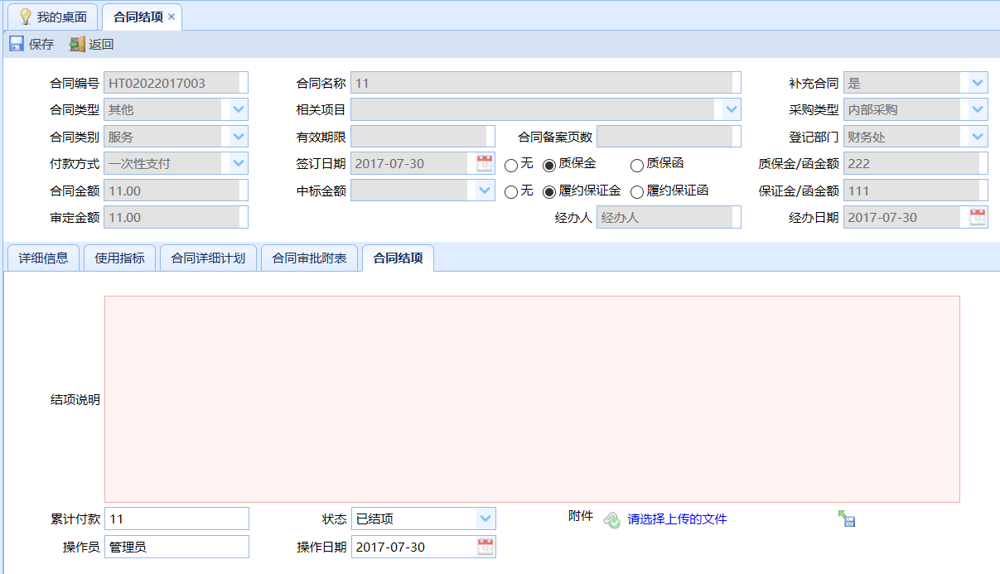 我的桌面 合同结项 ×
保存 返回
合同编号 HT02022017003 合同名称 11 补充合同 是
合同类型 其他 相关项目 采购类型 内部采购
合同类别 服务 有效期限 合同备案页数 登记部门 财务处
付款方式 一次性支付 签订日期 2017-07-30 无 质保金 质保函 质保金/函金额 222
合同金额 11.00 中标金额 无 履约保证金 履约保证函 保证金/函金额 111
审定金额 11.00 经办人 经办人 经办日期 2017-07-30
详细信息 使用指标 合同详细计划 合同审批附表 合同结项
结项说明
累计付款 11 状态 已结项 附件 请选择上传的文件
操作员 管理员 操作日期 2017-07-30